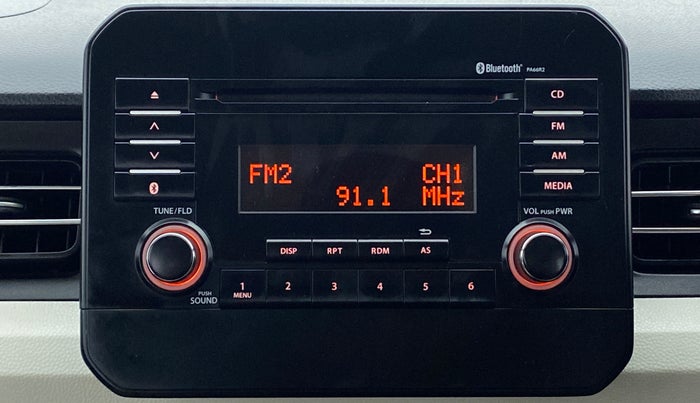 Bluetooth® PA66R2
CD
FM
AM
MEDIA
FM2 CH1
91.1 MHz
TUNE/FLD
VOL PUSH PWR
DISP RPT RDM AS
PUSH
SOUND
1 2 3 4 5 6
MENU